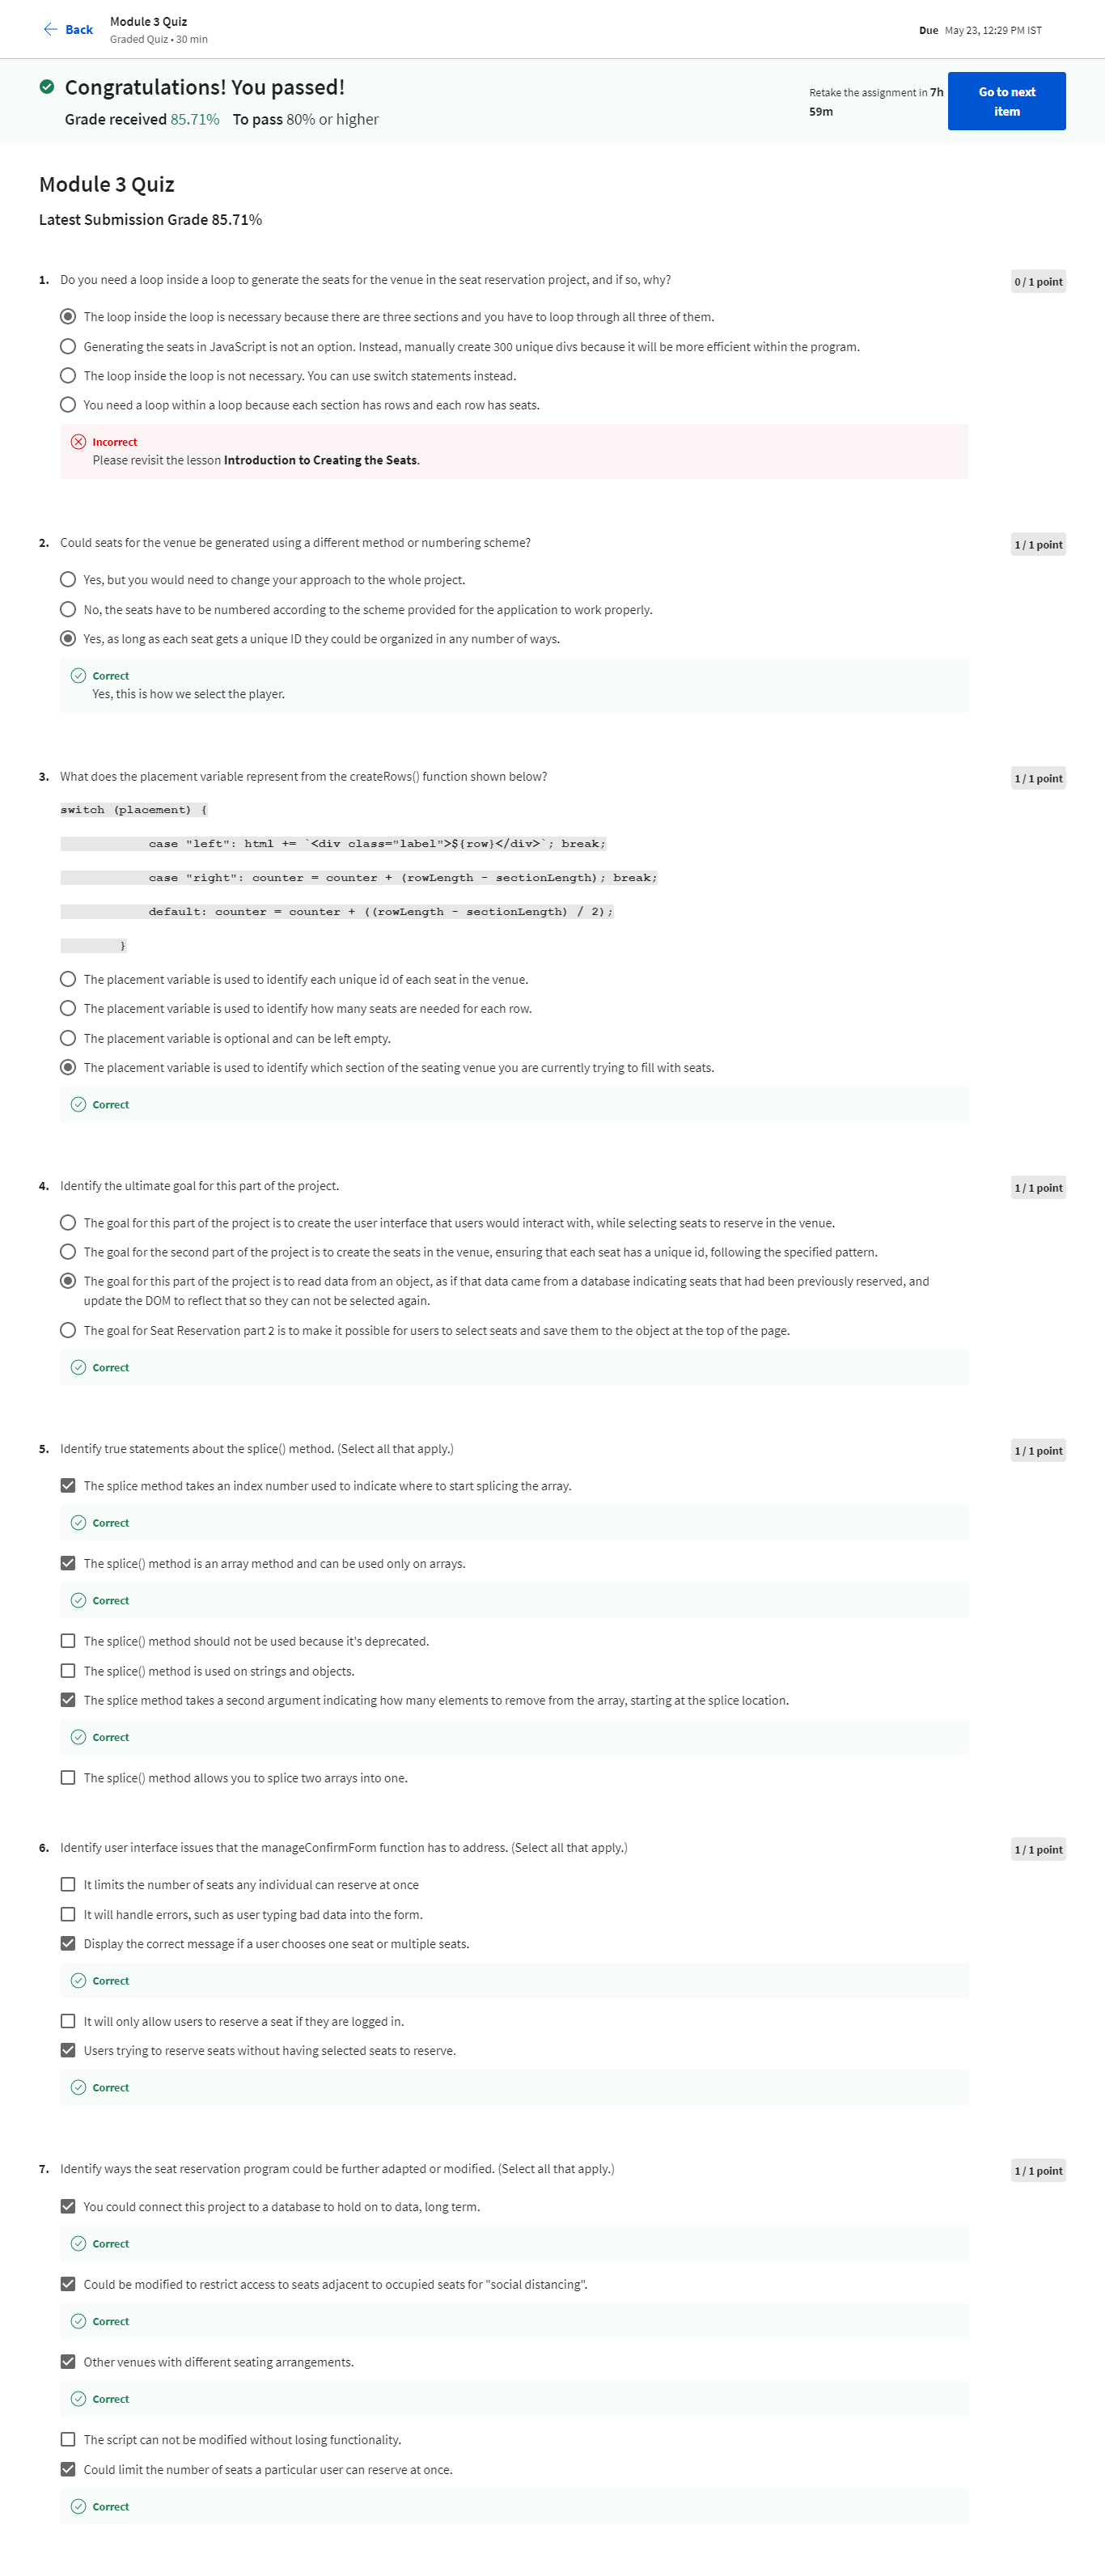 Back
Module 3 Quiz
Graded Quiz • 30 min
Due May 23, 12:29 PM IST
Congratulations! You passed!
Grade received 85.71% To pass 80% or higher
Retake the assignment in 7h
59m
Go to next
item
Module 3 Quiz
Latest Submission Grade 85.71%
1. Do you need a loop inside a loop to generate the seats for the venue in the seat reservation project, and if so, why?
0 / 1 point
The loop inside the loop is necessary because there are three sections and you have to loop through all three of them.
Generating the seats in JavaScript is not an option. Instead, manually create 300 unique divs because it will be more efficient within the program.
The loop inside the loop is not necessary. You can use switch statements instead.
You need a loop within a loop because each section has rows and each row has seats.
Incorrect
Please revisit the lesson Introduction to Creating the Seats.
2. Could seats for the venue be generated using a different method or numbering scheme?
1 / 1 point
Yes, but you would need to change your approach to the whole project.
No, the seats have to be numbered according to the scheme provided for the application to work properly.
Yes, as long as each seat gets a unique ID they could be organized in any number of ways.
Correct
Yes, this is how we select the player.
3. What does the placement variable represent from the createRows() function shown below?
1 / 1 point
switch (placement) {
case "left": html += `<div class="label">${row}</div>`; break;
case "right": counter = counter + (rowLength - sectionLength); break;
default: counter = counter + ((rowLength - sectionLength) / 2);
}
The placement variable is used to identify each unique id of each seat in the venue.
The placement variable is used to identify how many seats are needed for each row.
The placement variable is optional and can be left empty.
The placement variable is used to identify which section of the seating venue you are currently trying to fill with seats.
Correct
4. Identify the ultimate goal for this part of the project.
1 / 1 point
The goal for this part of the project is to create the user interface that users would interact with, while selecting seats to reserve in the venue.
The goal for the second part of the project is to create the seats in the venue, ensuring that each seat has a unique id, following the specified pattern.
The goal for this part of the project is to read data from an object, as if that data came from a database indicating seats that had been previously reserved, and
update the DOM to reflect that so they can not be selected again.
The goal for Seat Reservation part 2 is to make it possible for users to select seats and save them to the object at the top of the page.
Correct
5. Identify true statements about the splice() method. (Select all that apply.)
1 / 1 point
The splice method takes an index number used to indicate where to start splicing the array.
Correct
The splice() method is an array method and can be used only on arrays.
Correct
The splice() method should not be used because it's deprecated.
The splice() method is used on strings and objects.
The splice method takes a second argument indicating how many elements to remove from the array, starting at the splice location.
Correct
The splice() method allows you to splice two arrays into one.
6. Identify user interface issues that the manageConfirmForm function has to address. (Select all that apply.)
1 / 1 point
It limits the number of seats any individual can reserve at once
It will handle errors, such as user typing bad data into the form.
Display the correct message if a user chooses one seat or multiple seats.
Correct
It will only allow users to reserve a seat if they are logged in.
Users trying to reserve seats without having selected seats to reserve.
Correct
7. Identify ways the seat reservation program could be further adapted or modified. (Select all that apply.)
1 / 1 point
You could connect this project to a database to hold on to data, long term.
Correct
Could be modified to restrict access to seats adjacent to occupied seats for "social distancing".
Correct
Other venues with different seating arrangements.
Correct
The script can not be modified without losing functionality.
Could limit the number of seats a particular user can reserve at once.
Correct